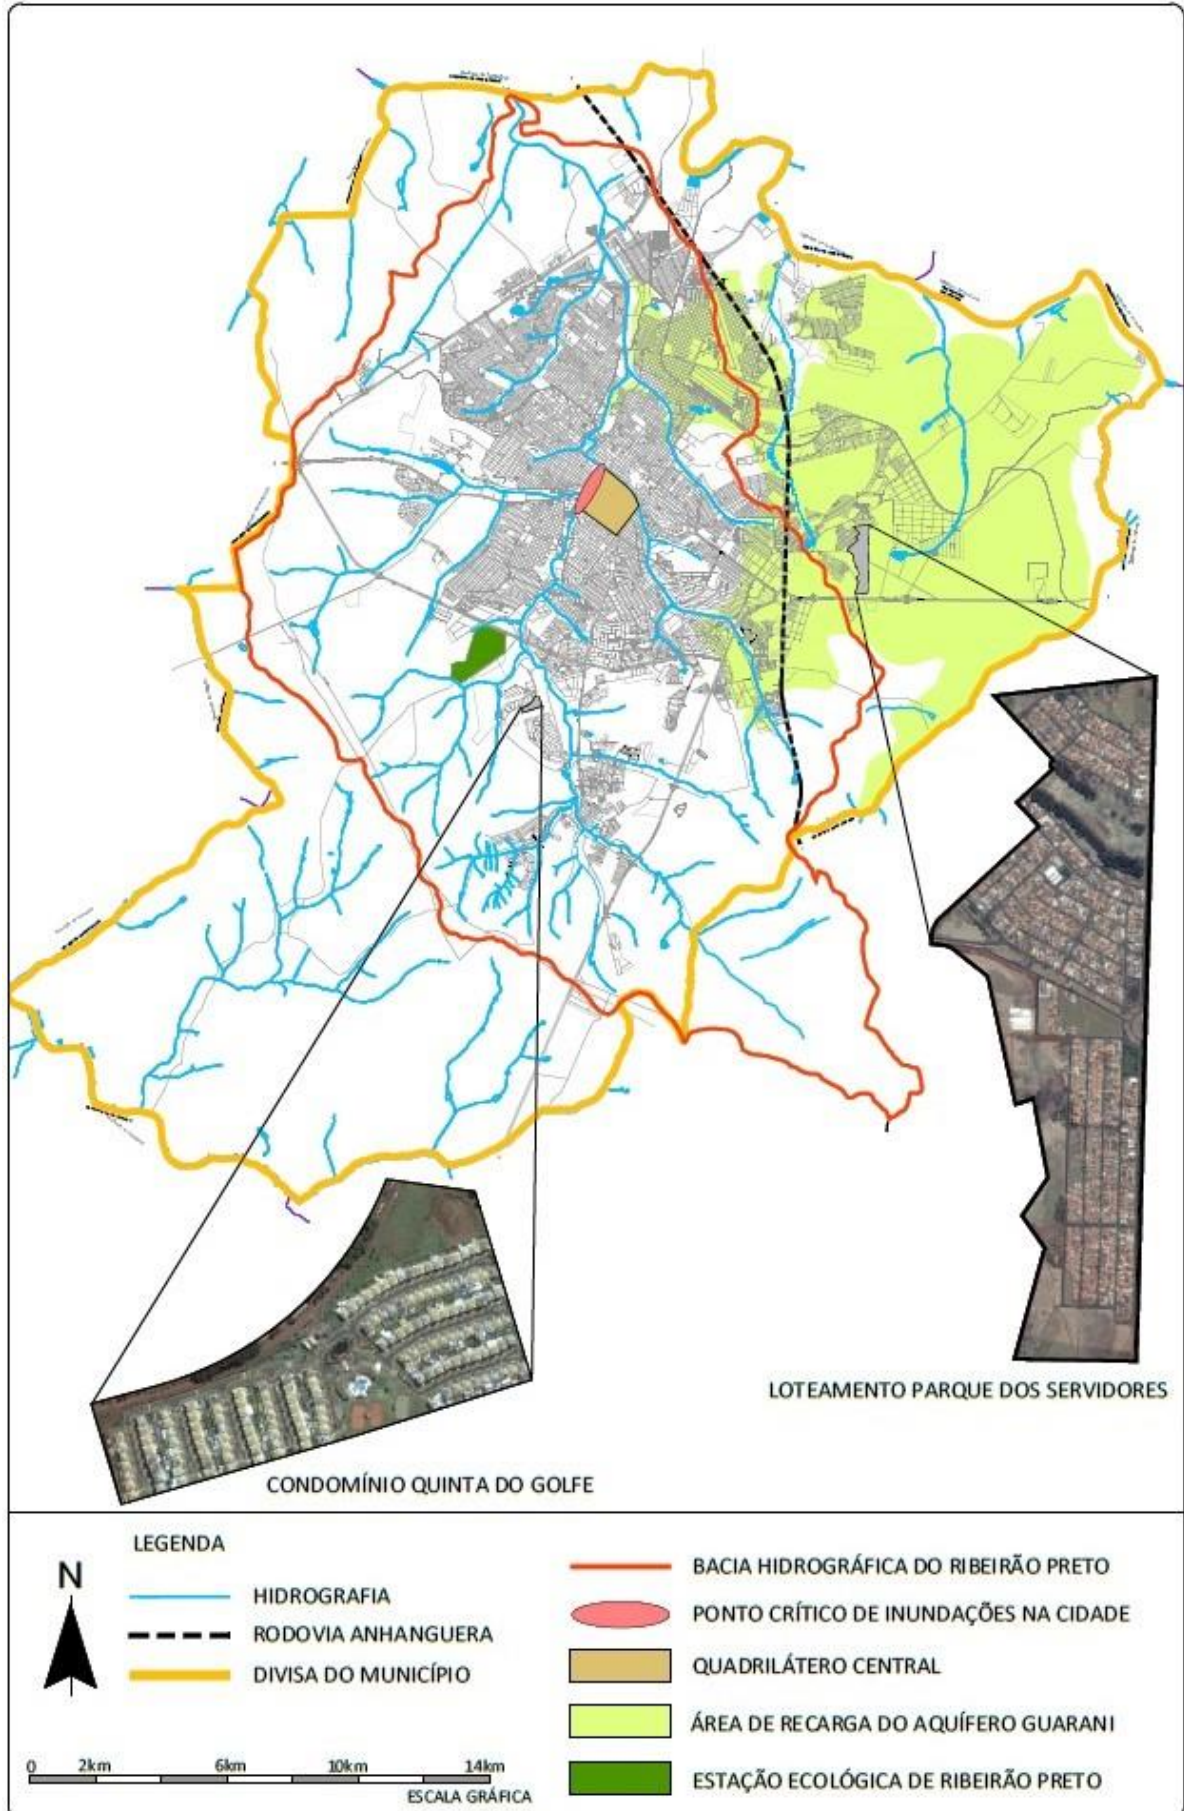 LOTEAMENTO PARQUE DOS SERVIDORES
CONDOMÍNIO QUINTA DO GOLFE
LEGENDA
N
HIDROGRAFIA
RODOVIA ANHANGUERA
DIVISA DO MUNICÍPIO
BACIA HIDROGRÁFICA DO RIBEIRÃO PRETO
PONTO CRÍTICO DE INUNDAÇÕES NA CIDADE
QUADRILÁTERO CENTRAL
ÁREA DE RECARGA DO AQUÍFERO GUARANI
ESTAÇÃO ECOLÓGICA DE RIBEIRÃO PRETO
0 2km 6km 10km 14km
ESCALA GRÁFICA